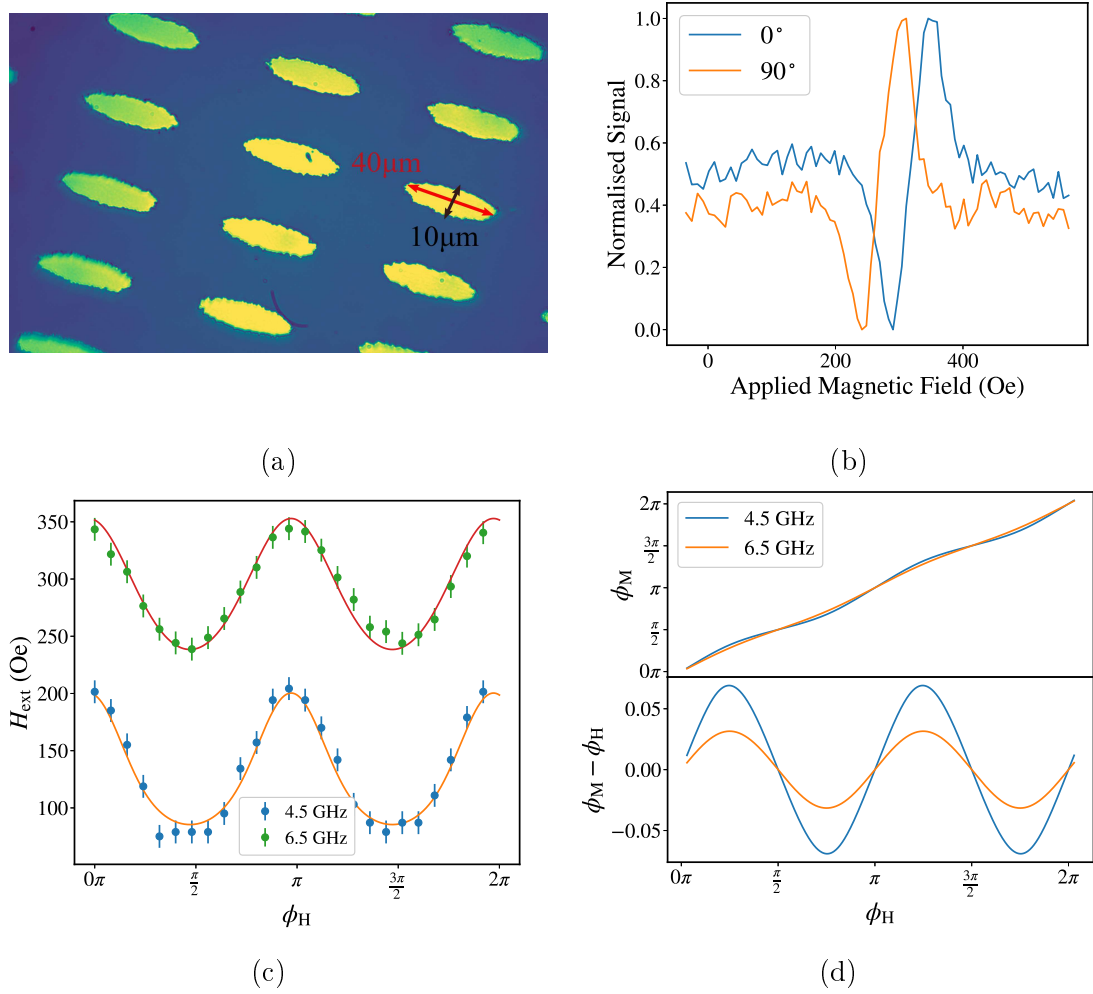 40μm
10μm
(a)
0°
90°
Normalised Signal
1.0
0.8
0.6
0.4
0.2
0.0
0
200
400
Applied Magnetic Field (Oe)
(b)
H_ext (Oe)
350
300
250
200
150
100
4.5 GHz
6.5 GHz
0π
π/2
π
3π/2
2π
ϕ_H
(c)
4.5 GHz
6.5 GHz
ϕ_M
2π
3π/2
π
π/2
0π
ϕ_M − ϕ_H
0.05
0.00
−0.05
0π
π/2
π
3π/2
2π
ϕ_H
(d)